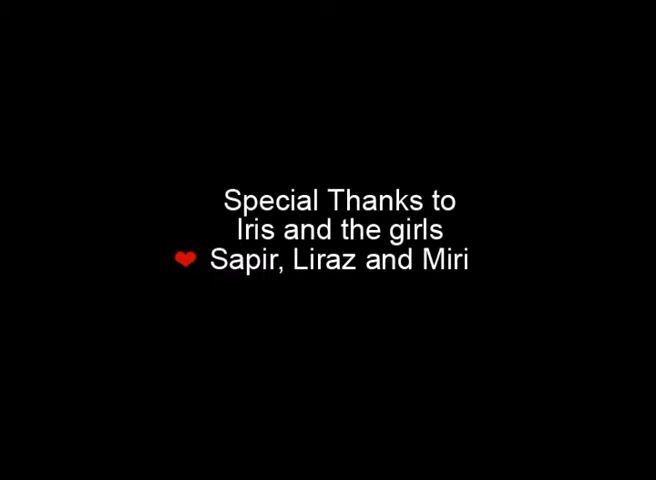 Special Thanks to
Iris and the girls
❤ Sapir, Liraz and Miri